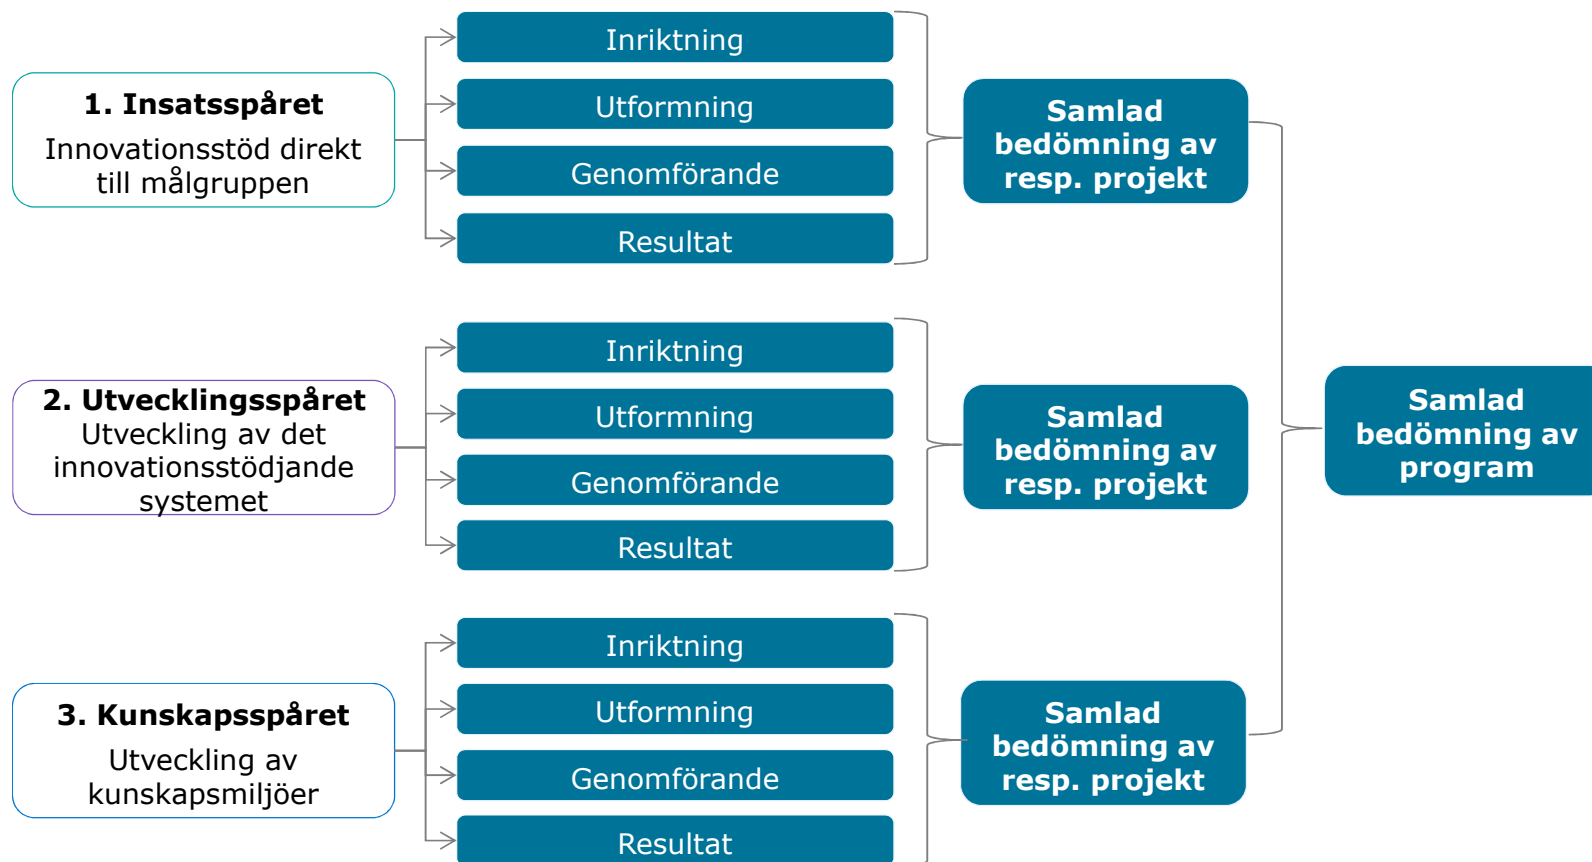 1. Insatsspåret
Innovationsstöd direkt
till målgruppen
Inriktning
Utformning
Genomförande
Resultat
Samlad
bedömning av
resp. projekt
2. Utvecklingsspåret
Utveckling av det
innovationsstödjande
systemet
Inriktning
Utformning
Genomförande
Resultat
Samlad
bedömning av
resp. projekt
3. Kunskapsspåret
Utveckling av
kunskapsmiljöer
Inriktning
Utformning
Genomförande
Resultat
Samlad
bedömning av
resp. projekt
Samlad
bedömning av
program